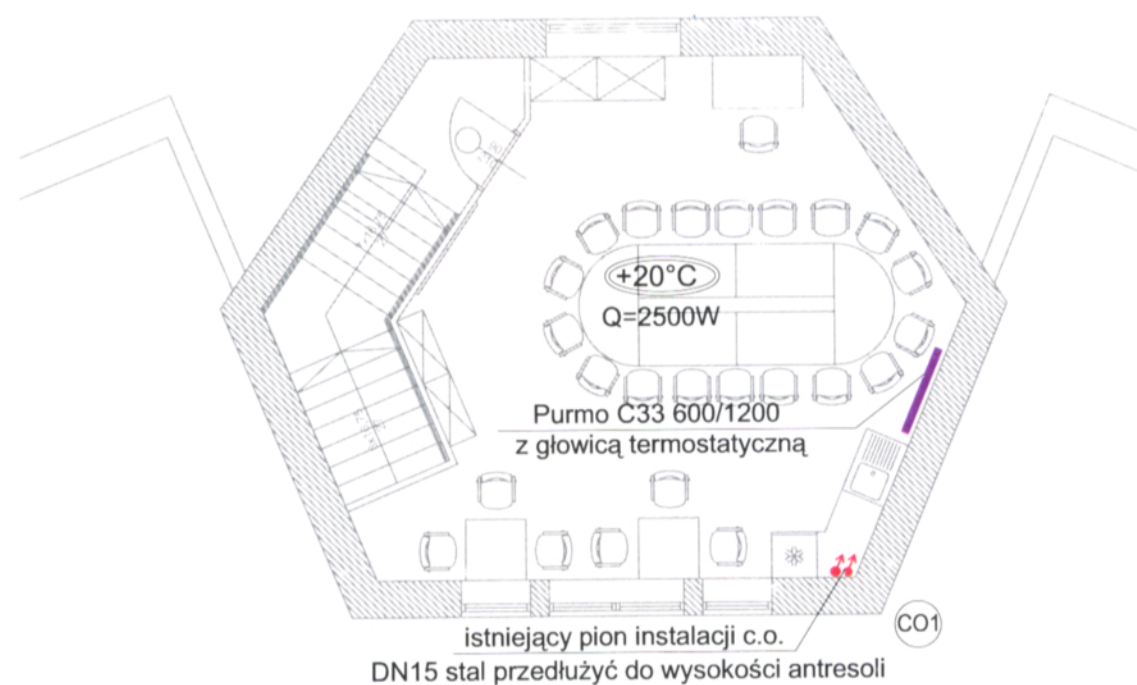 +20°C
Q=2500W
Purmo C33 600/1200
z głowicą termostatyczną
CO1
istniejący pion instalacji c.o.
DN15 stal przedłużyć do wysokości antresoli